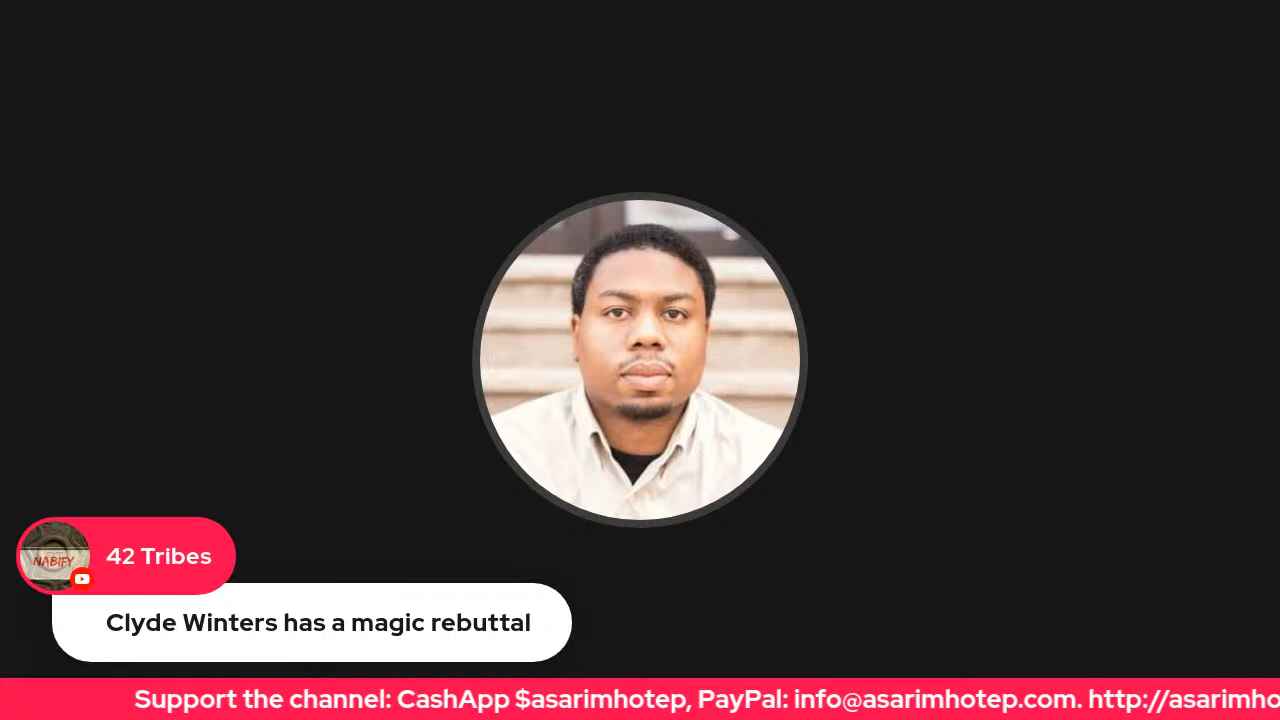 NABIFY
42 Tribes
Clyde Winters has a magic rebuttal
Support the channel: CashApp $asarimhotep, PayPal: info@asarimhotep.com. http://asarimho